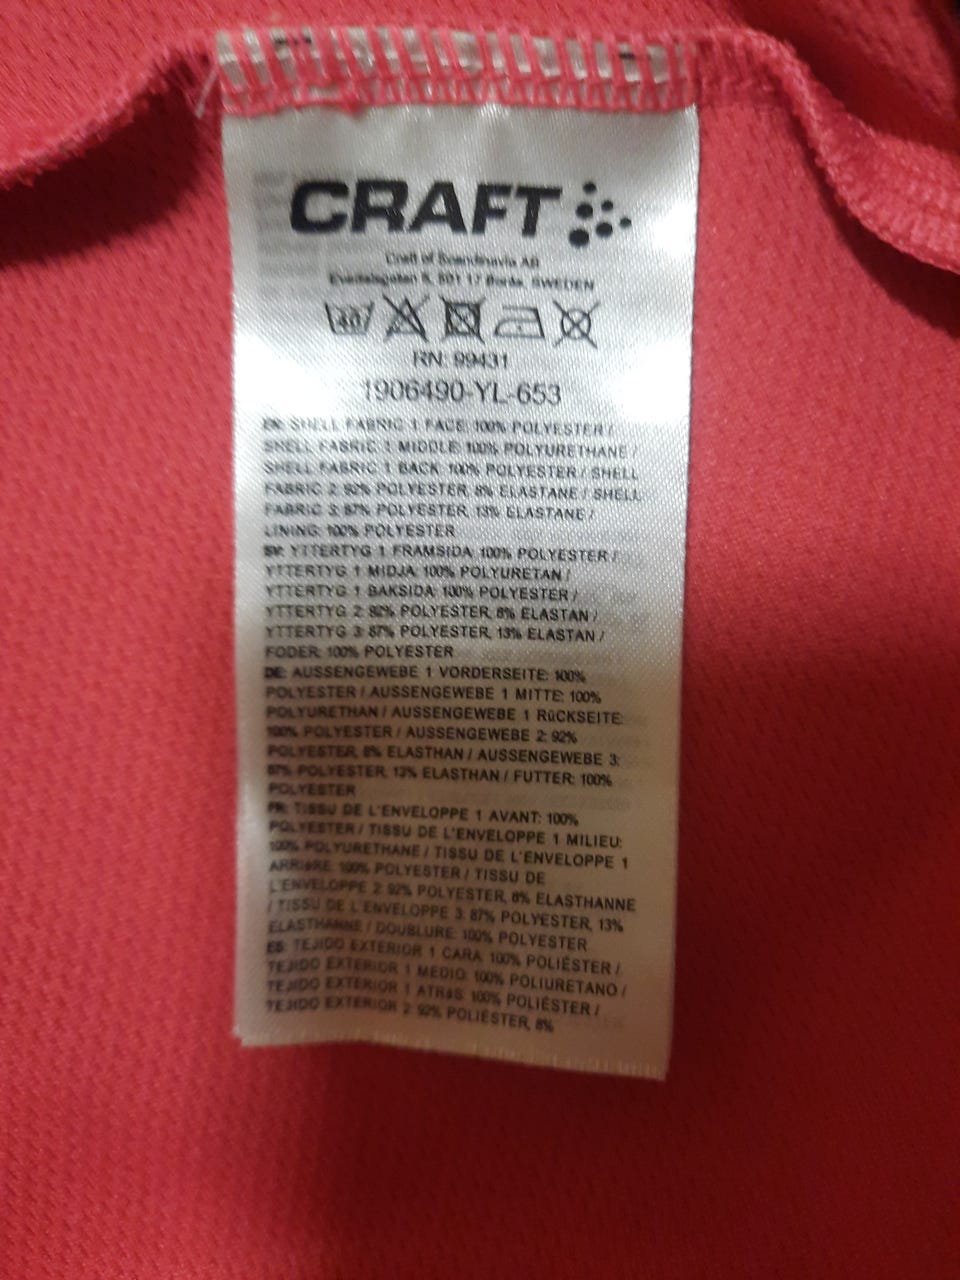 CRAFT
Craft of Scandinavia AB
Evedalsgatan 5, 501 17 Borås, SWEDEN
40
RN: 99431
1906490-YL-653
EN: SHELL FABRIC 1 FACE: 100% POLYESTER /
SHELL FABRIC 1 MIDDLE: 100% POLYURETHANE /
SHELL FABRIC 1 BACK: 100% POLYESTER / SHELL
FABRIC 2: 92% POLYESTER, 8% ELASTANE / SHELL
FABRIC 3: 87% POLYESTER, 13% ELASTANE /
LINING: 100% POLYESTER
SV: YTTERTYG 1 FRAMSIDA: 100% POLYESTER /
YTTERTYG 1 MIDJA: 100% POLYURETAN /
YTTERTYG 1 BAKSIDA: 100% POLYESTER /
YTTERTYG 2: 92% POLYESTER, 8% ELASTAN /
YTTERTYG 3: 87% POLYESTER, 13% ELASTAN /
FODER: 100% POLYESTER
DE: AUSSENGEWEBE 1 VORDERSEITE: 100%
POLYESTER / AUSSENGEWEBE 1 MITTE: 100%
POLYURETHAN / AUSSENGEWEBE 1 RüCKSEITE:
100% POLYESTER / AUSSENGEWEBE 2: 92%
POLYESTER, 8% ELASTHAN / AUSSENGEWEBE 3:
87% POLYESTER, 13% ELASTHAN / FUTTER: 100%
POLYESTER
FR: TISSU DE L'ENVELOPPE 1 AVANT: 100%
POLYESTER / TISSU DE L'ENVELOPPE 1 MILIEU:
100% POLYURETHANE / TISSU DE L'ENVELOPPE 1
ARRIèRE: 100% POLYESTER / TISSU DE
L'ENVELOPPE 2: 92% POLYESTER, 8% ELASTHANNE
/ TISSU DE L'ENVELOPPE 3: 87% POLYESTER, 13%
ELASTHANNE / DOUBLURE: 100% POLYESTER
ES: TEJIDO EXTERIOR 1 CARA: 100% POLIÉSTER /
TEJIDO EXTERIOR 1 MEDIO: 100% POLIURETANO /
TEJIDO EXTERIOR 1 ATRáS: 100% POLIÉSTER /
TEJIDO EXTERIOR 2: 92% POLIÉSTER, 8%